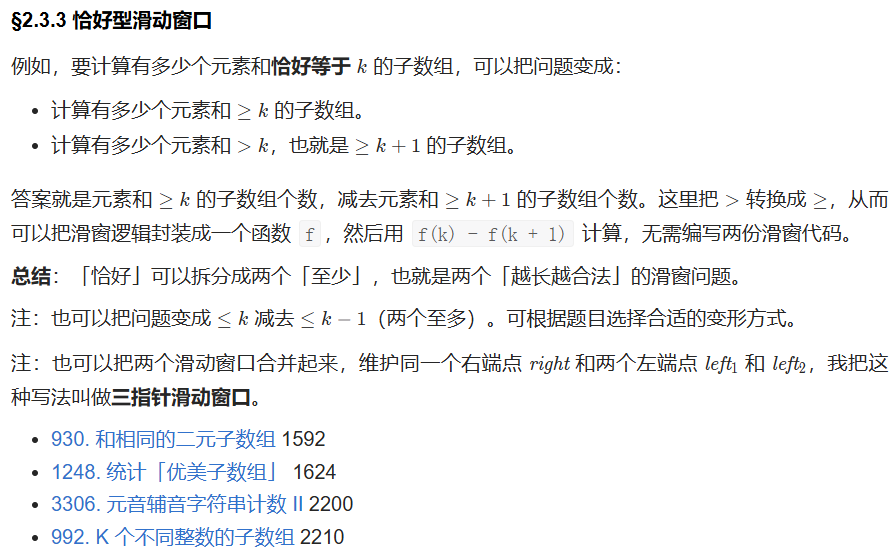 §2.3.3 恰好型滑动窗口
例如，要计算有多少个元素和恰好等于 k 的子数组，可以把问题变成：
• 计算有多少个元素和 ≥ k 的子数组。
• 计算有多少个元素和 > k，也就是 ≥ k + 1 的子数组。
答案就是元素和 ≥ k 的子数组个数，减去元素和 ≥ k + 1 的子数组个数。这里把 > 转换成 ≥，从而
可以把滑窗逻辑封装成一个函数 f，然后用 f(k) - f(k + 1) 计算，无需编写两份滑窗代码。
总结：「恰好」可以拆分成两个「至少」，也就是两个「越长越合法」的滑窗问题。
注：也可以把问题变成 ≤ k 减去 ≤ k − 1（两个至多）。可根据题目选择合适的变形方式。
注：也可以把两个滑动窗口合并起来，维护同一个右端点 right 和两个左端点 left₁ 和 left₂，我把这
种写法叫做三指针滑动窗口。
• 930. 和相同的二元子数组 1592
• 1248. 统计「优美子数组」 1624
• 3306. 元音辅音字符串计数 II 2200
• 992. K 个不同整数的子数组 2210